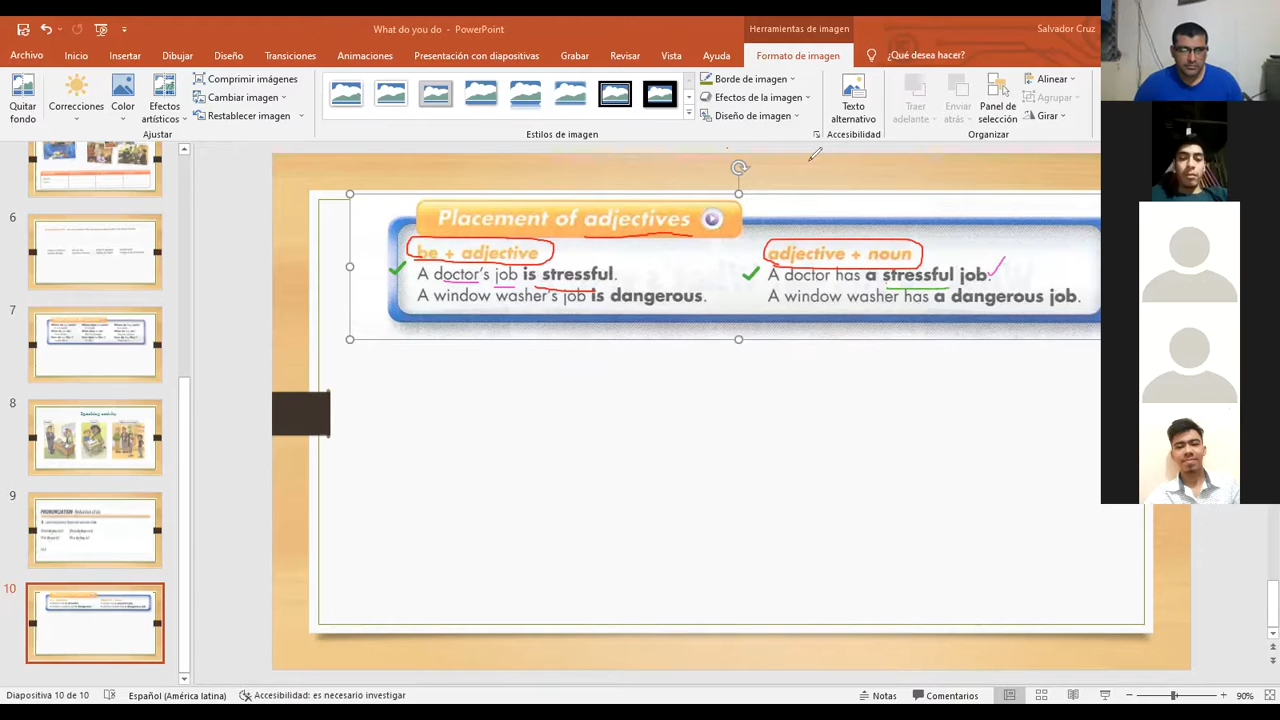 What do you do - PowerPoint
Herramientas de imagen
Salvador Cruz
Archivo
Inicio
Insertar
Dibujar
Diseño
Transiciones
Animaciones
Presentación con diapositivas
Grabar
Revisar
Vista
Ayuda
Formato de imagen
¿Qué desea hacer?
Quitar fondo
Correcciones
Color
Efectos artísticos
Comprimir imágenes
Cambiar imagen
Restablecer imagen
Ajustar
Estilos de imagen
Borde de imagen
Efectos de la imagen
Diseño de imagen
Texto alternativo
Accesibilidad
Traer adelante
Enviar atrás
Panel de selección
Alinear
Agrupar
Girar
Organizar
6
7
8
Speaking activity
9
10
Placement of adjectives
be + adjective
A doctor's job is stressful.
A window washer's job is dangerous.
adjective + noun
A doctor has a stressful job.
A window washer has a dangerous job.
Diapositiva 10 de 10
Español (América latina)
Accesibilidad: es necesario investigar
Notas
Comentarios
90%